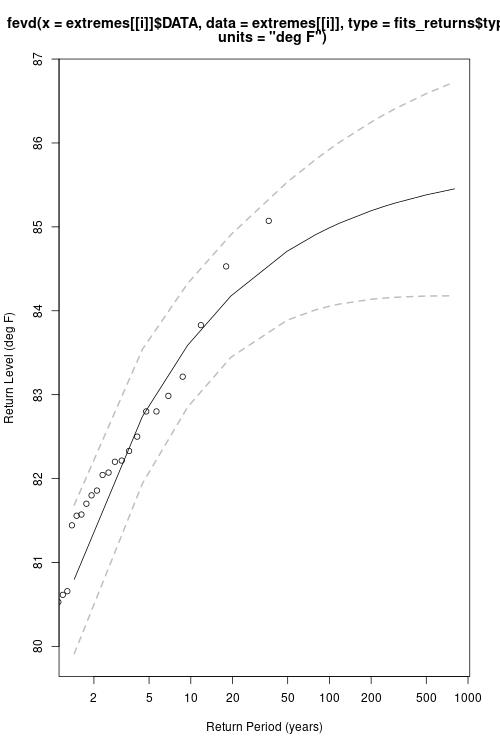 fevd(x = extremes[[i]]$DATA, data = extremes[[i]], type = fits_returns$typ
units = "deg F")
87
86
85
84
83
82
81
80
Return Level (deg F)
2 5 10 20 50 100 200 500 1000
Return Period (years)